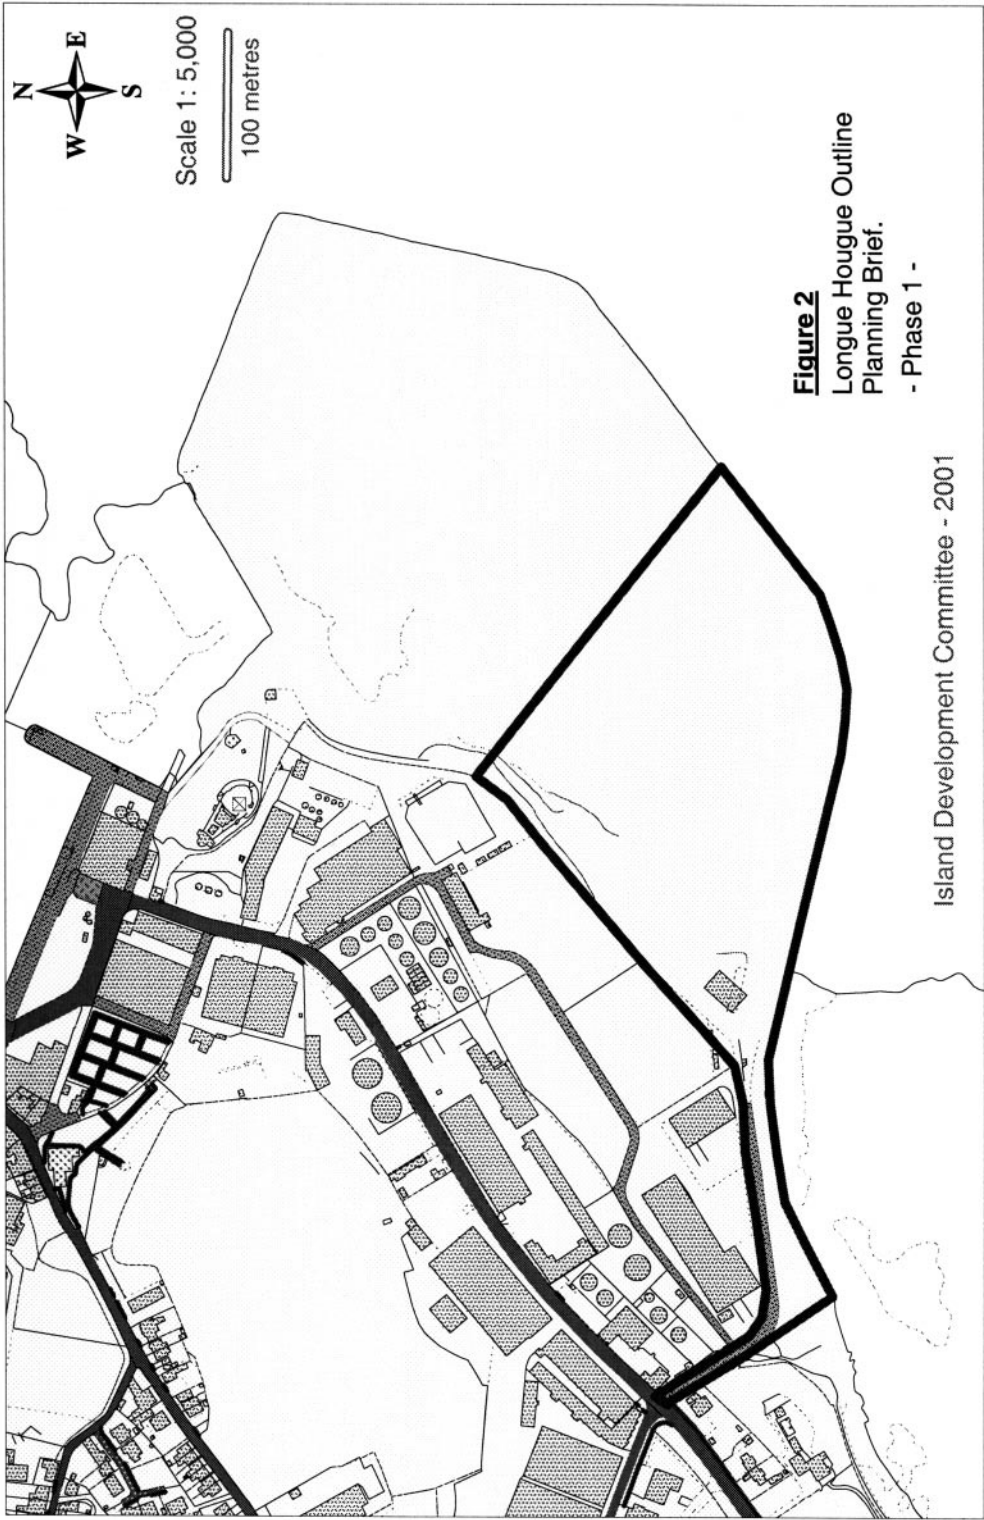 N
W E
S
Scale 1: 5,000
100 metres
Figure 2
Longue Hougue Outline
Planning Brief.
- Phase 1 -
Island Development Committee - 2001